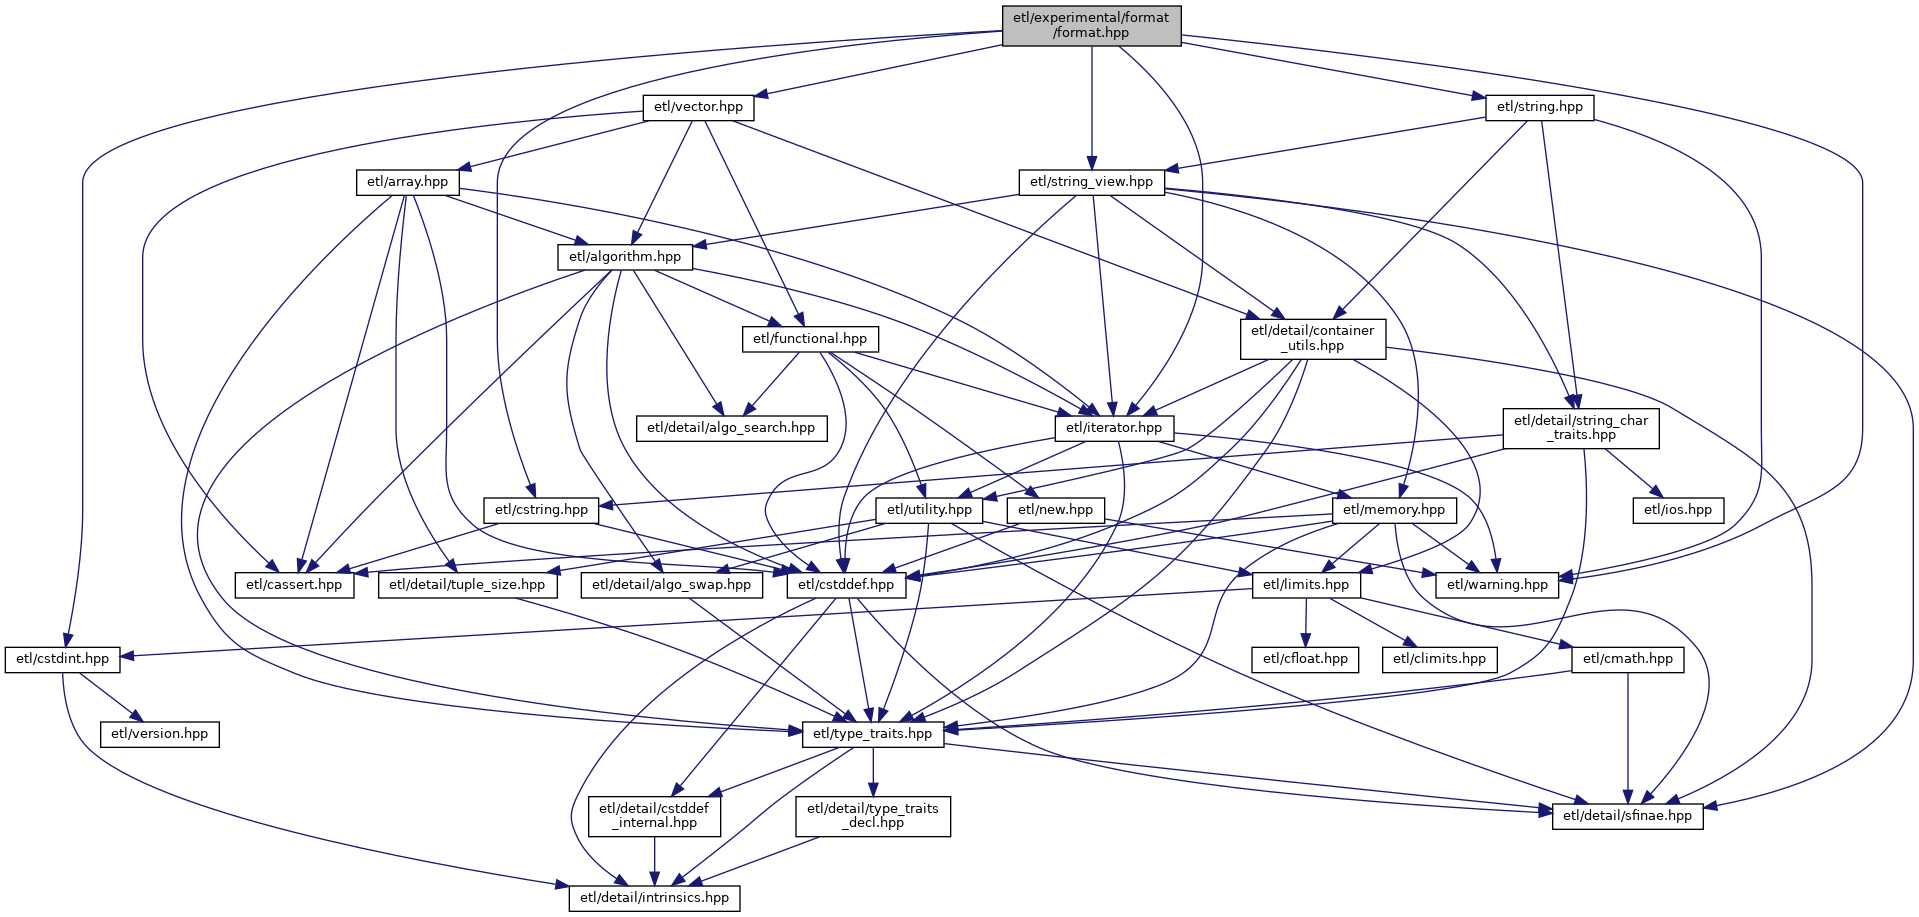 etl/experimental/format
/format.hpp
etl/vector.hpp
etl/string.hpp
etl/array.hpp
etl/string_view.hpp
etl/algorithm.hpp
etl/functional.hpp
etl/detail/container
_utils.hpp
etl/detail/algo_search.hpp
etl/iterator.hpp
etl/detail/string_char
_traits.hpp
etl/cstring.hpp
etl/utility.hpp
etl/new.hpp
etl/memory.hpp
etl/ios.hpp
etl/cassert.hpp
etl/detail/tuple_size.hpp
etl/detail/algo_swap.hpp
etl/cstddef.hpp
etl/limits.hpp
etl/warning.hpp
etl/cstdint.hpp
etl/cfloat.hpp
etl/climits.hpp
etl/cmath.hpp
etl/version.hpp
etl/type_traits.hpp
etl/detail/cstddef
_internal.hpp
etl/detail/type_traits
_decl.hpp
etl/detail/sfinae.hpp
etl/detail/intrinsics.hpp